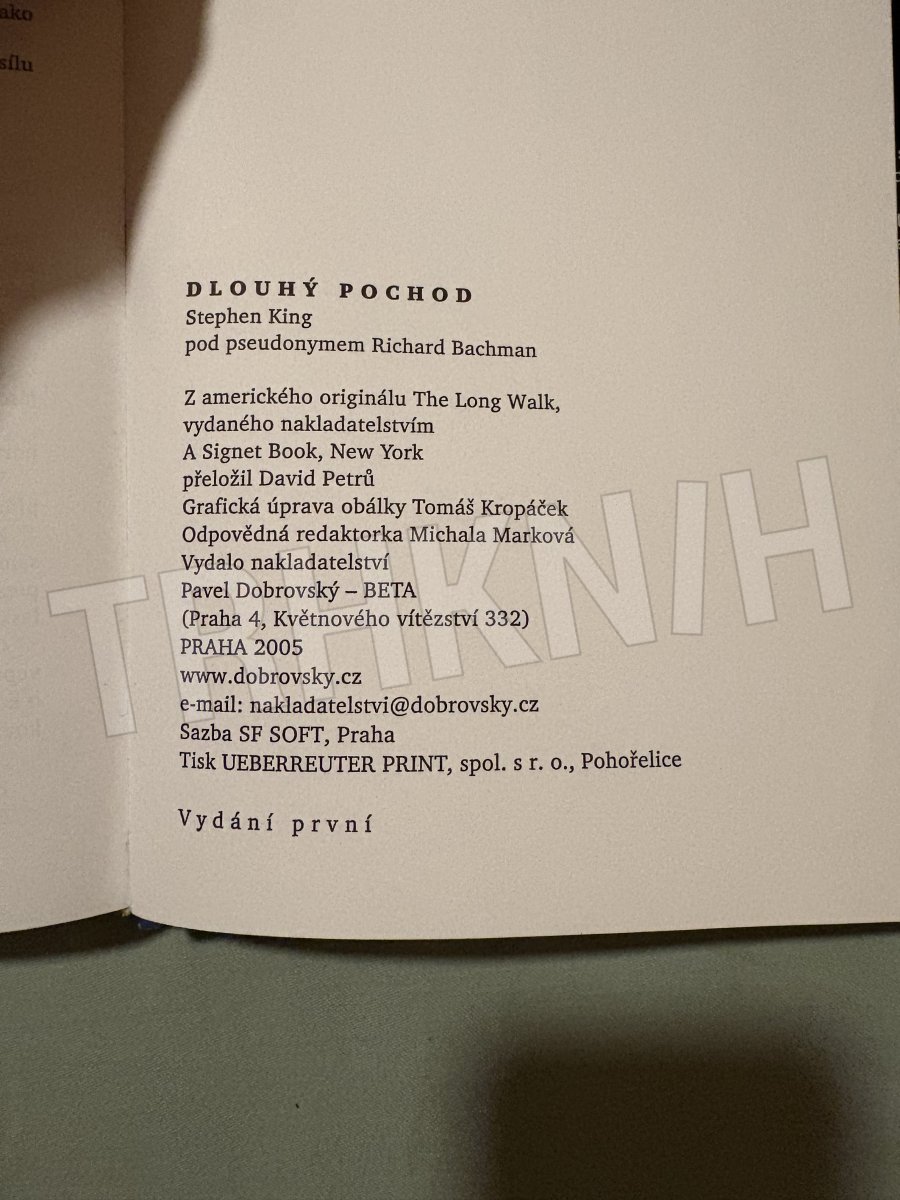 ako
sílu
DLOUHÝ POCHOD
Stephen King
pod pseudonymem Richard Bachman
Z amerického originálu The Long Walk,
vydaného nakladatelstvím
A Signet Book, New York
přeložil David Petrů
Grafická úprava obálky Tomáš Kropáček
Odpovědná redaktorka Michala Marková
Vydalo nakladatelství
Pavel Dobrovský – BETA
(Praha 4, Květnového vítězství 332)
PRAHA 2005
www.dobrovsky.cz
e-mail: nakladatelstvi@dobrovsky.cz
Sazba SF SOFT, Praha
Tisk UEBERREUTER PRINT, spol. s r. o., Pohořelice
Vydání první
TRHKNIH